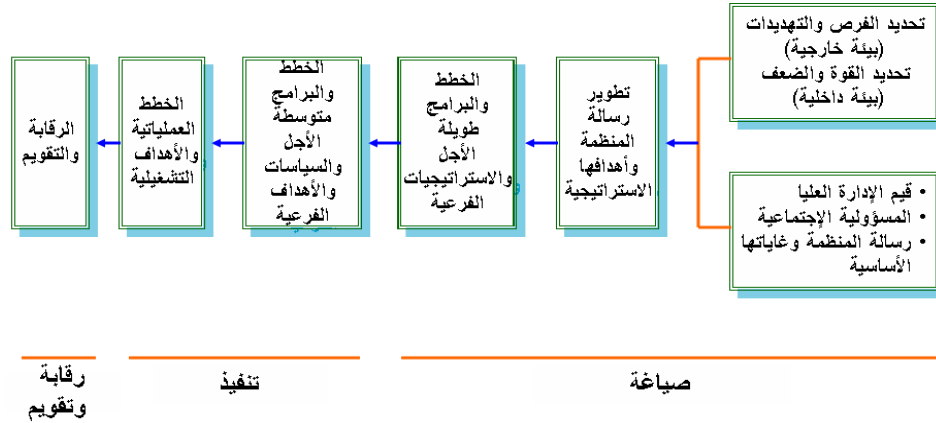 تحديد الفرص والتهديدات
(بيئة خارجية)
تحديد القوة والضعف
(بيئة داخلية)
• قيم الإدارة العليا
• المسؤولية الإجتماعية
• رسالة المنظمة وغاياتها
الأساسية
تطوير
رسالة
المنظمة
وأهدافها
الاستراتيجية
الخطط
والبرامج
طويلة
الأجل
والاستراتيجيات
الفرعية
الخطط
والبرامج
متوسطة
الأجل
والسياسات
والأهداف
الفرعية
الخطط
العملياتية
والأهداف
التشغيلية
الرقابة
والتقويم
صياغة
تنفيذ
رقابة
وتقويم